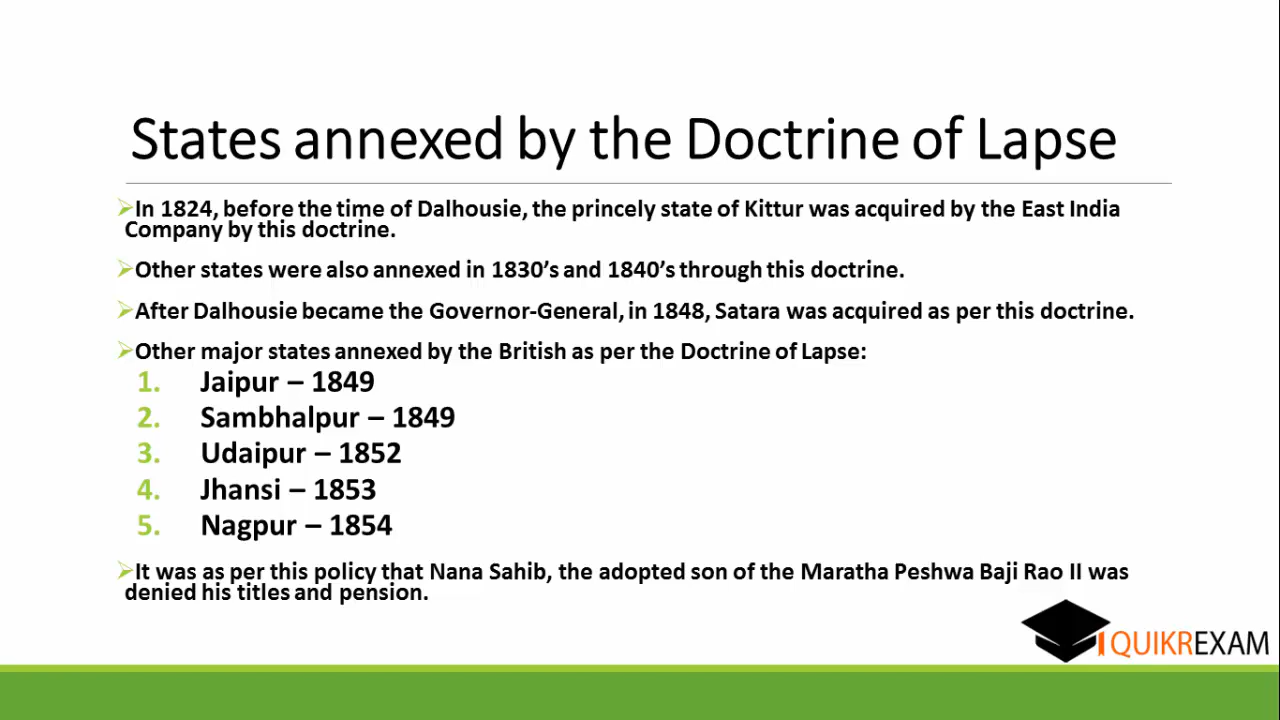 States annexed by the Doctrine of Lapse
➢In 1824, before the time of Dalhousie, the princely state of Kittur was acquired by the East India
Company by this doctrine.
➢Other states were also annexed in 1830’s and 1840’s through this doctrine.
➢After Dalhousie became the Governor-General, in 1848, Satara was acquired as per this doctrine.
➢Other major states annexed by the British as per the Doctrine of Lapse:
1. Jaipur – 1849
2. Sambhalpur – 1849
3. Udaipur – 1852
4. Jhansi – 1853
5. Nagpur – 1854
➢It was as per this policy that Nana Sahib, the adopted son of the Maratha Peshwa Baji Rao II was
denied his titles and pension.
QUIKREXAM